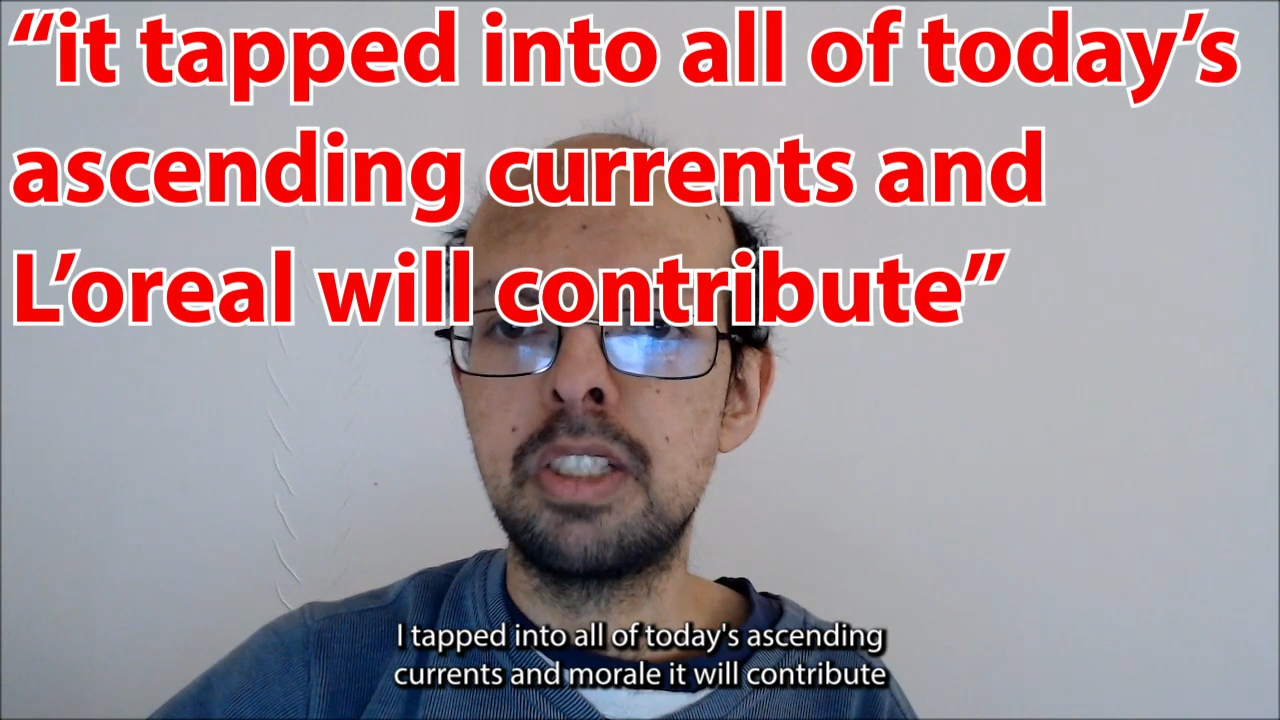 “it tapped into all of today’s
ascending currents and
L’oreal will contribute”
I tapped into all of today's ascending
currents and morale it will contribute